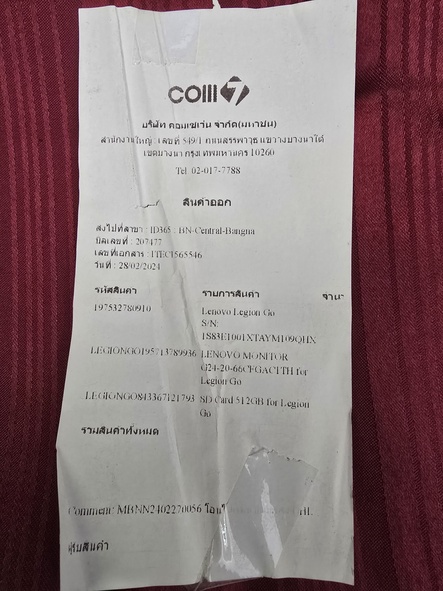 COM7
บริษัท คอมเซเว่น จำกัด(มหาชน)
สำนักงานใหญ่ : เลขที่ 549/1 ถนนสรรพาวุธ แขวงบางนาใต้
เขตบางนา กรุงเทพมหานคร 10260
Tel 02-017-7788
สินค้าออก
ส่งไปที่สาขา : ID365 : BN-Central-Bangna
บิลเลขที่ : 207477
เลขที่เอกสาร : ITEC1565546
วันที่ : 28/02/2024
รหัสสินค้า รายการสินค้า
197532780910 Lenovo Legion Go
S/N:
1S83E1001XTAYM109QHX
LEGIONGO195713789936 LENOVO MONITOR
G24-20-66CFGAC1TH for
Legion Go
LEGIONGO843367121793 SD Card 512GB for Legion
Go
รวมสินค้าทั้งหมด
Comment: MBNN2402270056
ผู้รับสินค้า